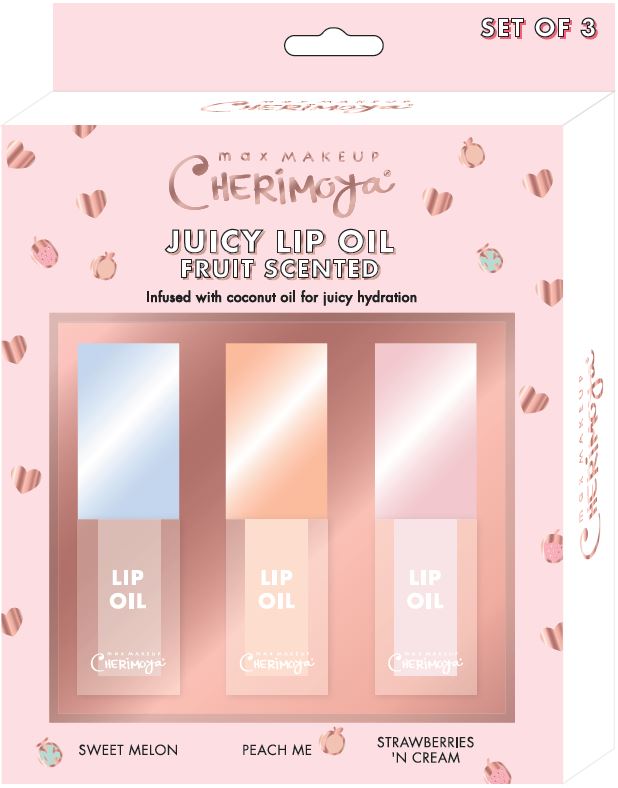 SET OF 3
max MAKEUP
CHERIMOYA
max MAKEUP
CHERIMOYA
JUICY LIP OIL
FRUIT SCENTED
Infused with coconut oil for juicy hydration
max MAKEUP
CHERIMOYA
LIP
OIL
max MAKEUP
CHERIMOYA
LIP
OIL
max MAKEUP
CHERIMOYA
LIP
OIL
max MAKEUP
CHERIMOYA
SWEET MELON
PEACH ME
STRAWBERRIES
'N CREAM